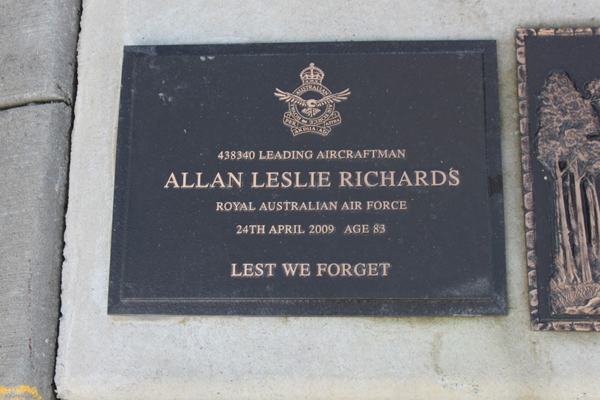 438340 LEADING AIRCRAFTMAN
ALLAN LESLIE RICHARDS
ROYAL AUSTRALIAN AIR FORCE
24TH APRIL 2009 AGE 83
LEST WE FORGET